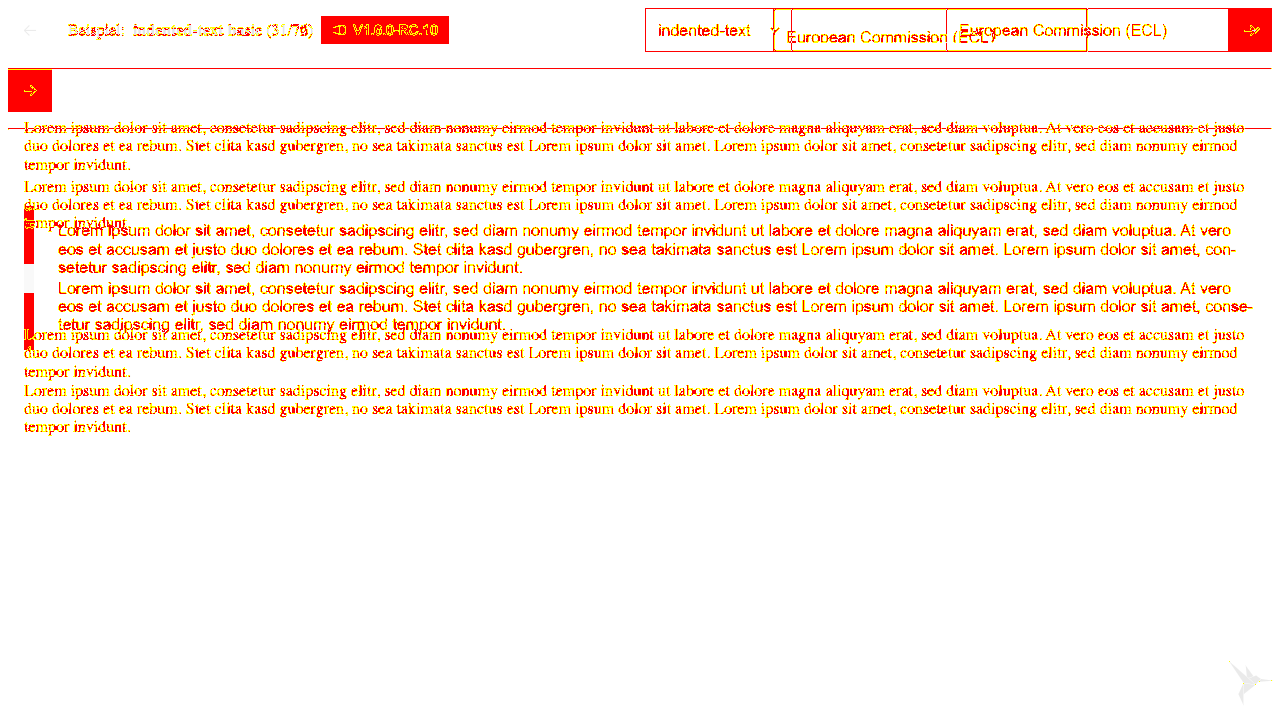 Beispiel: indented-text basic (31/76)
V1.0.0-RC.10
indented-text
European Commission (ECL)
European Commission (ECL)
Lorem ipsum dolor sit amet, consetetur sadipscing elitr, sed diam nonumy eirmod tempor invidunt ut labore et dolore magna aliquyam erat, sed diam voluptua. At vero eos et accusam et justo
duo dolores et ea rebum. Stet clita kasd gubergren, no sea takimata sanctus est Lorem ipsum dolor sit amet. Lorem ipsum dolor sit amet, consetetur sadipscing elitr, sed diam nonumy eirmod
tempor invidunt.
Lorem ipsum dolor sit amet, consetetur sadipscing elitr, sed diam nonumy eirmod tempor invidunt ut labore et dolore magna aliquyam erat, sed diam voluptua. At vero eos et accusam et justo
duo dolores et ea rebum. Stet clita kasd gubergren, no sea takimata sanctus est Lorem ipsum dolor sit amet. Lorem ipsum dolor sit amet, consetetur sadipscing elitr, sed diam nonumy eirmod
tempor invidunt.
Lorem ipsum dolor sit amet, consetetur sadipscing elitr, sed diam nonumy eirmod tempor invidunt ut labore et dolore magna aliquyam erat, sed diam voluptua. At vero
eos et accusam et justo duo dolores et ea rebum. Stet clita kasd gubergren, no sea takimata sanctus est Lorem ipsum dolor sit amet. Lorem ipsum dolor sit amet, con-
setetur sadipscing elitr, sed diam nonumy eirmod tempor invidunt.
Lorem ipsum dolor sit amet, consetetur sadipscing elitr, sed diam nonumy eirmod tempor invidunt ut labore et dolore magna aliquyam erat, sed diam voluptua. At vero
eos et accusam et justo duo dolores et ea rebum. Stet clita kasd gubergren, no sea takimata sanctus est Lorem ipsum dolor sit amet. Lorem ipsum dolor sit amet, conse-
tetur sadipscing elitr, sed diam nonumy eirmod tempor invidunt.
Lorem ipsum dolor sit amet, consetetur sadipscing elitr, sed diam nonumy eirmod tempor invidunt ut labore et dolore magna aliquyam erat, sed diam voluptua. At vero eos et accusam et justo
duo dolores et ea rebum. Stet clita kasd gubergren, no sea takimata sanctus est Lorem ipsum dolor sit amet. Lorem ipsum dolor sit amet, consetetur sadipscing elitr, sed diam nonumy eirmod
tempor invidunt.
Lorem ipsum dolor sit amet, consetetur sadipscing elitr, sed diam nonumy eirmod tempor invidunt ut labore et dolore magna aliquyam erat, sed diam voluptua. At vero eos et accusam et justo
duo dolores et ea rebum. Stet clita kasd gubergren, no sea takimata sanctus est Lorem ipsum dolor sit amet. Lorem ipsum dolor sit amet, consetetur sadipscing elitr, sed diam nonumy eirmod
tempor invidunt.